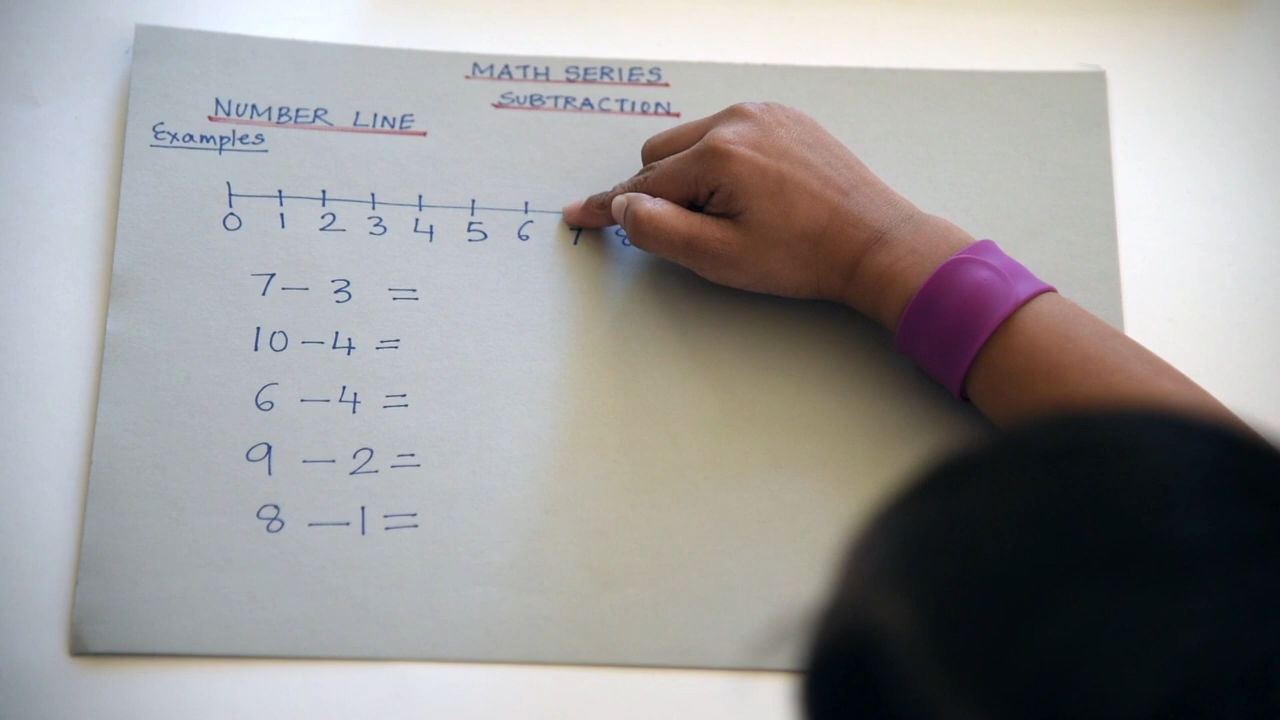 MATH SERIES
SUBTRACTION
NUMBER LINE
Examples
0 1 2 3 4 5 6 7 8
7 - 3 =
10 - 4 =
6 - 4 =
9 - 2 =
8 - 1 =